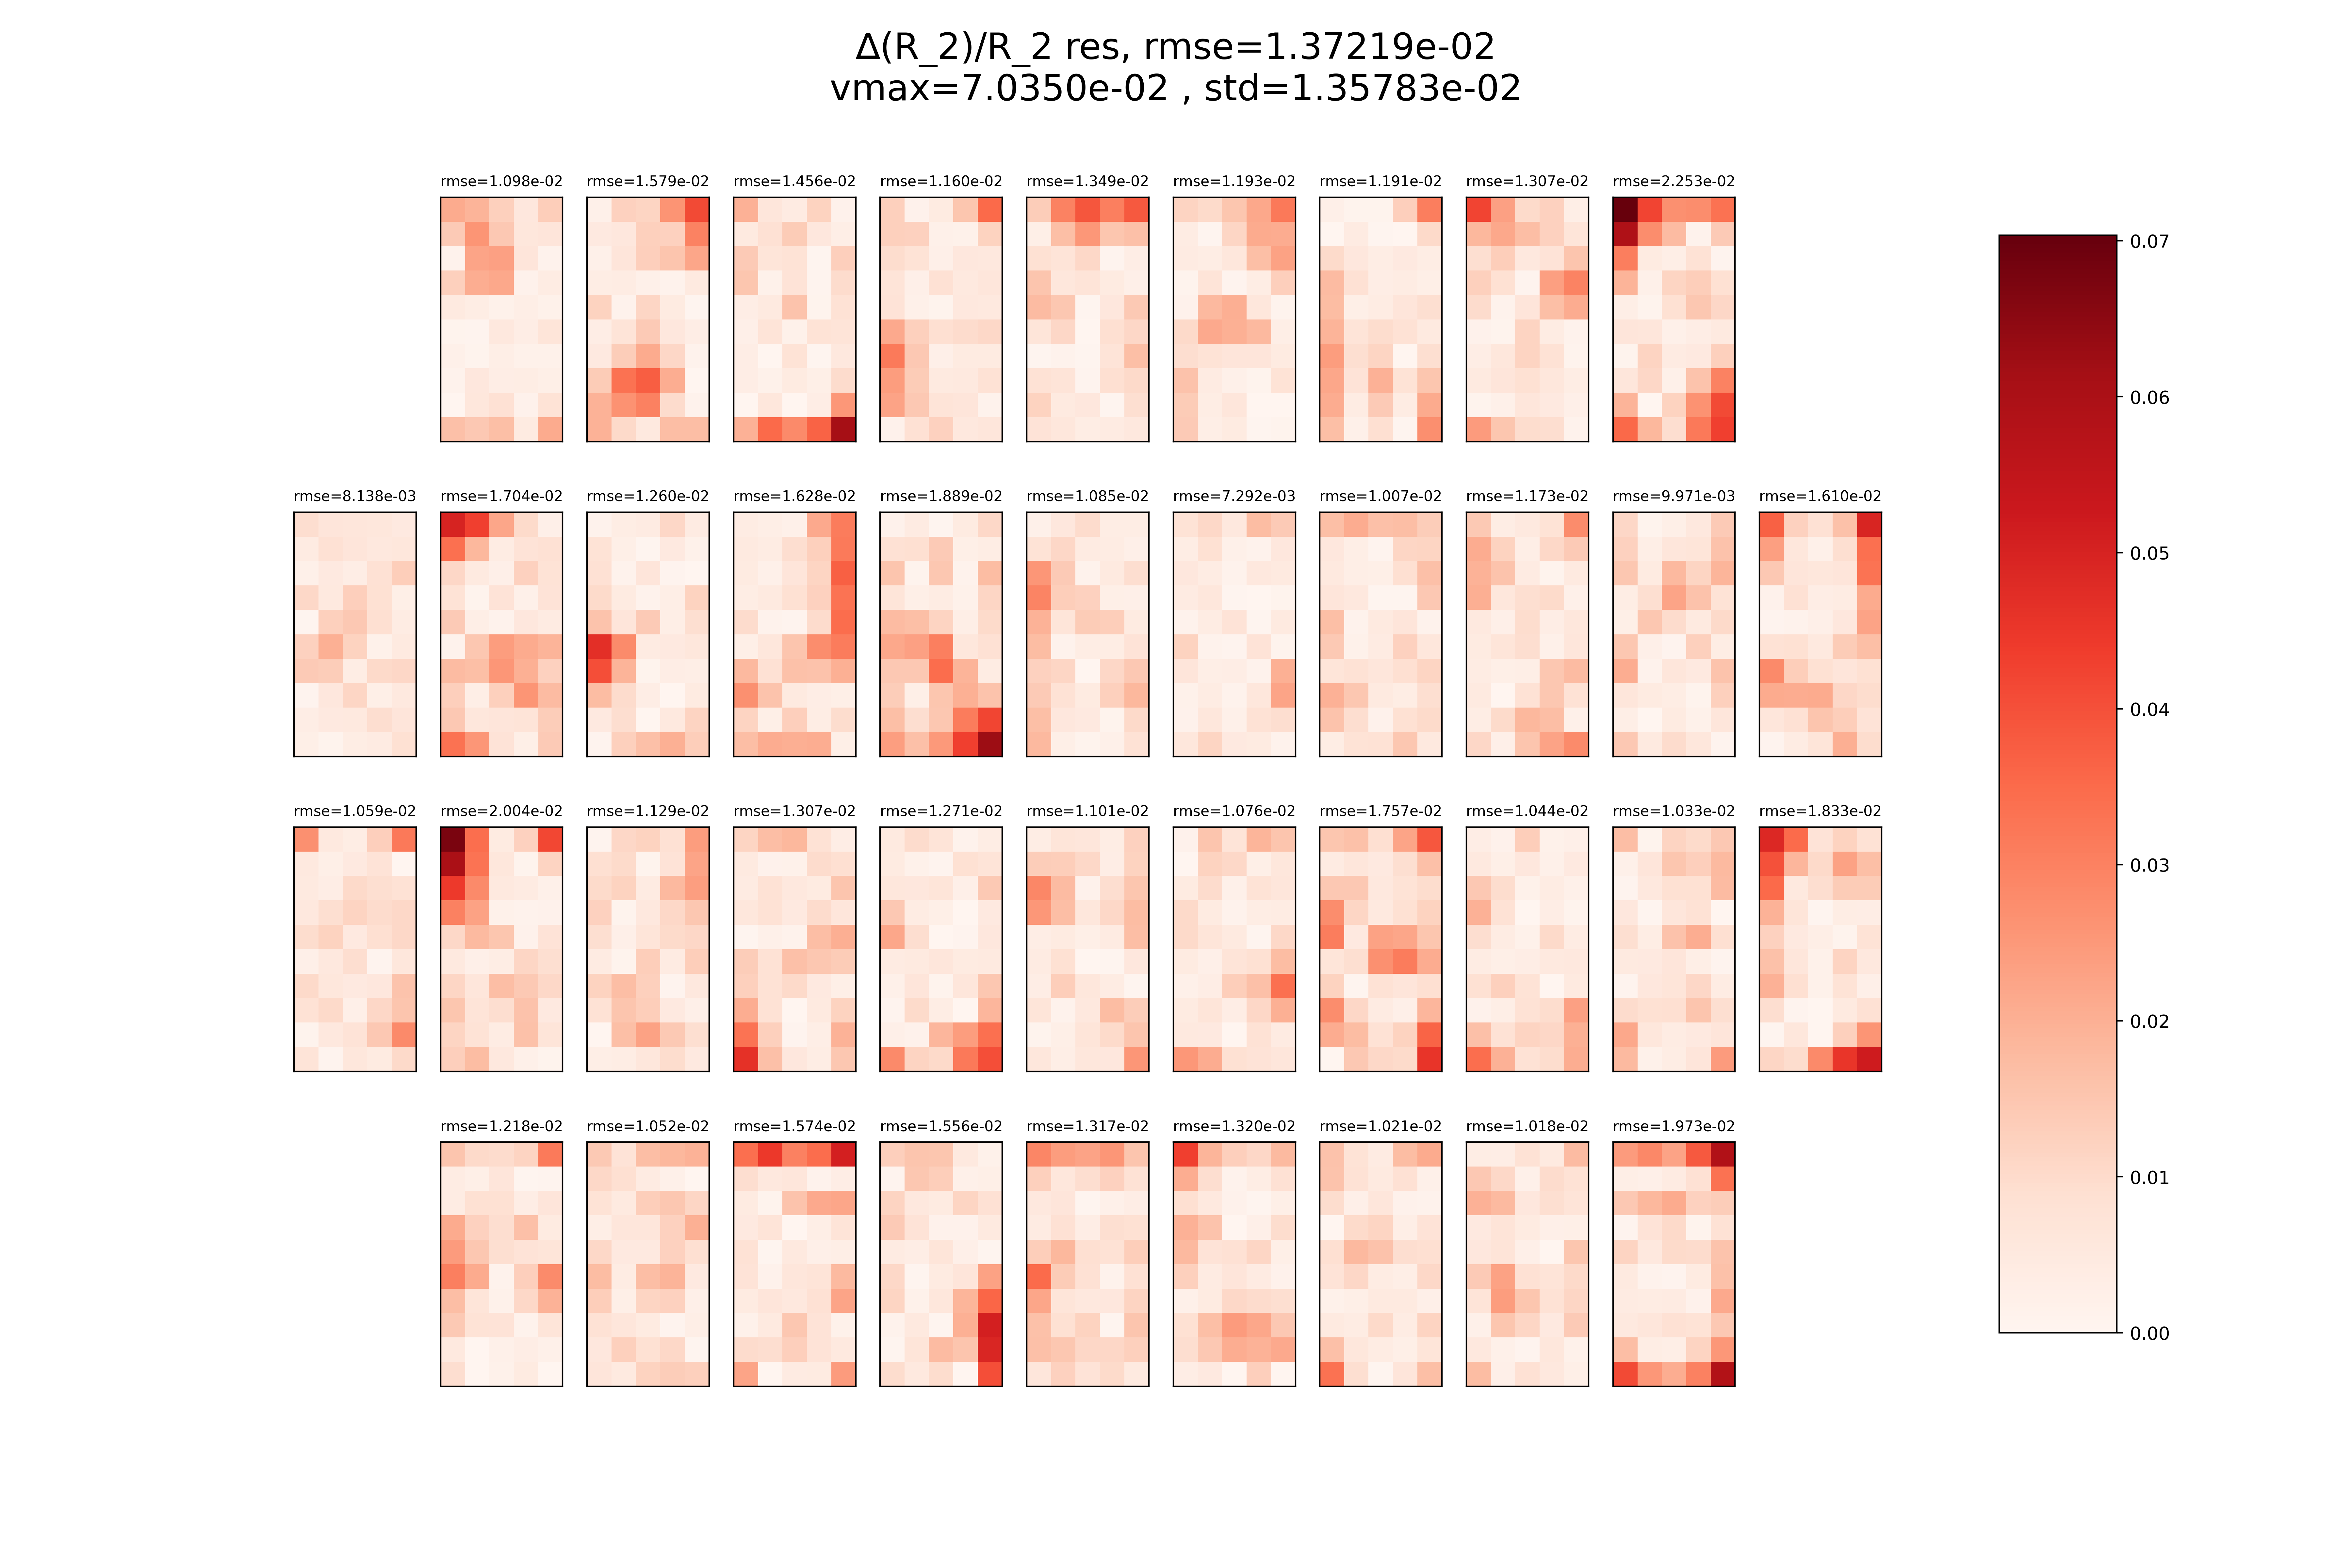 Δ(R_2)/R_2 res, rmse=1.37219e-02
vmax=7.0350e-02 , std=1.35783e-02
rmse=1.098e-02 rmse=1.579e-02 rmse=1.456e-02 rmse=1.160e-02 rmse=1.349e-02 rmse=1.193e-02 rmse=1.191e-02 rmse=1.307e-02 rmse=2.253e-02
rmse=8.138e-03 rmse=1.704e-02 rmse=1.260e-02 rmse=1.628e-02 rmse=1.889e-02 rmse=1.085e-02 rmse=7.292e-03 rmse=1.007e-02 rmse=1.173e-02 rmse=9.971e-03 rmse=1.610e-02
rmse=1.059e-02 rmse=2.004e-02 rmse=1.129e-02 rmse=1.307e-02 rmse=1.271e-02 rmse=1.101e-02 rmse=1.076e-02 rmse=1.757e-02 rmse=1.044e-02 rmse=1.033e-02 rmse=1.833e-02
rmse=1.218e-02 rmse=1.052e-02 rmse=1.574e-02 rmse=1.556e-02 rmse=1.317e-02 rmse=1.320e-02 rmse=1.021e-02 rmse=1.018e-02 rmse=1.973e-02
0.07
0.06
0.05
0.04
0.03
0.02
0.01
0.00